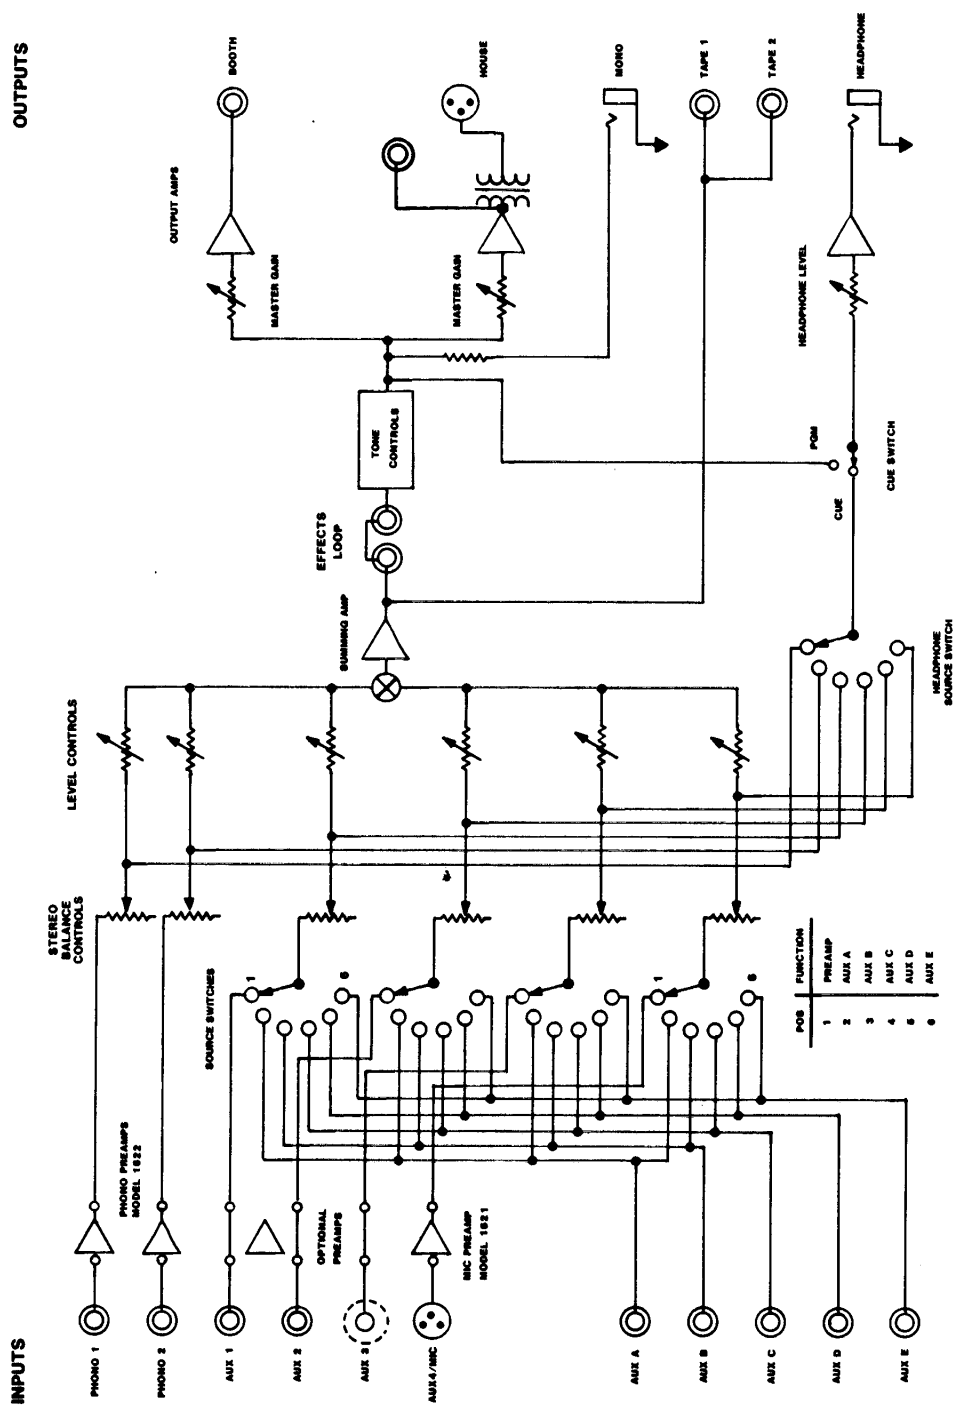 INPUTS
PHONO 1
PHONO 2
AUX 1
AUX 2
AUX 3
AUX4/MIC
AUX A
AUX B
AUX C
AUX D
AUX E
PHONO PREAMPS
MODEL 1622
OPTIONAL
PREAMPS
MIC PREAMP
MODEL 1621
SOURCE SWITCHES
1
6
1
6
POS FUNCTION
1 PREAMP
2 AUX A
3 AUX B
4 AUX C
5 AUX D
6 AUX E
STEREO
BALANCE
CONTROLS
LEVEL CONTROLS
SUMMING AMP
EFFECTS
LOOP
TONE
CONTROLS
HEADPHONE
SOURCE SWITCH
CUE
PGM
CUE SWITCH
MASTER GAIN
MASTER GAIN
HEADPHONE LEVEL
OUTPUT AMPS
OUTPUTS
BOOTH
HOUSE
MONO
TAPE 1
TAPE 2
HEADPHONE